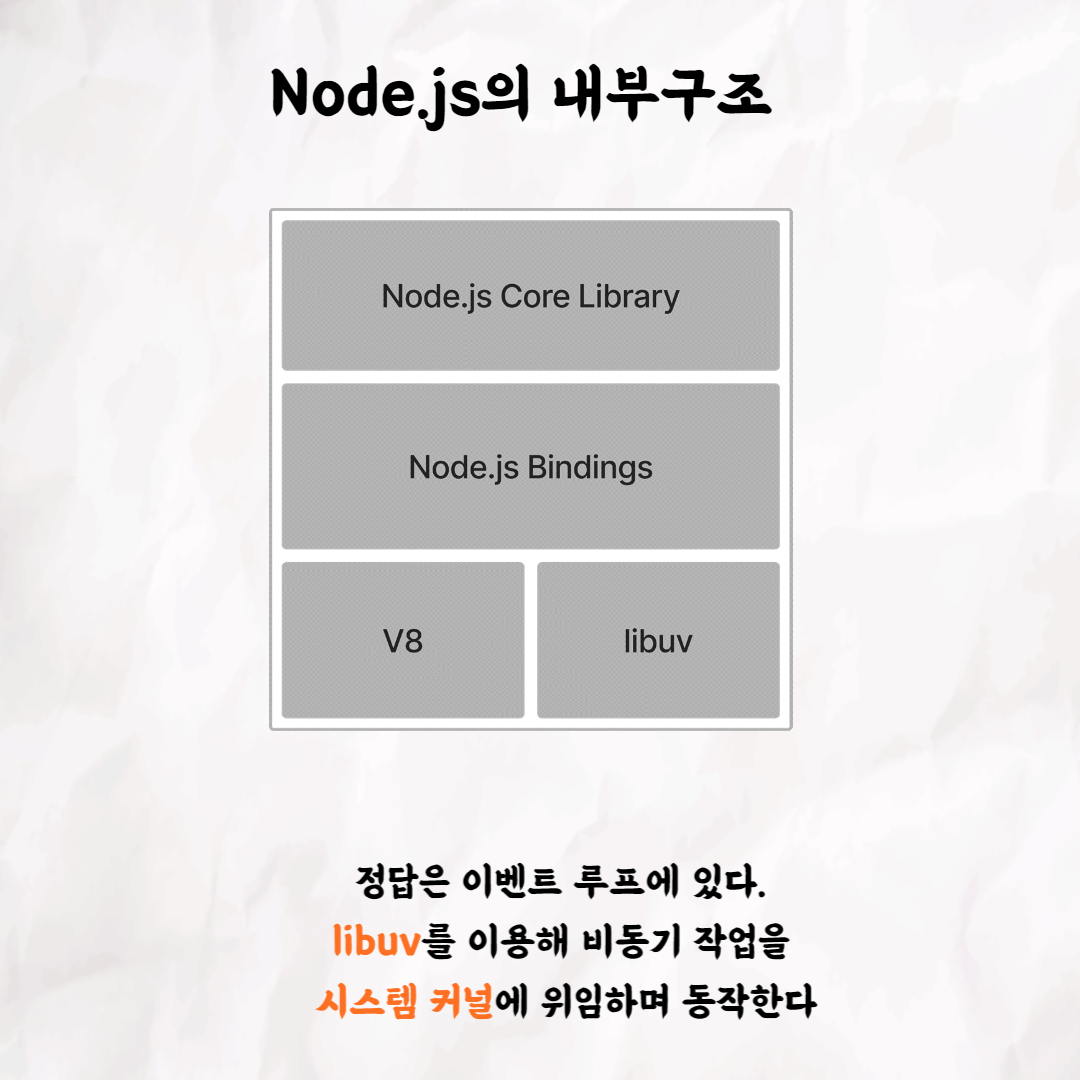 Node.js의 내부구조
Node.js Core Library
Node.js Bindings
V8
libuv
정답은 이벤트 루프에 있다.
libuv를 이용해 비동기 작업을
시스템 커널에 위임하며 동작한다